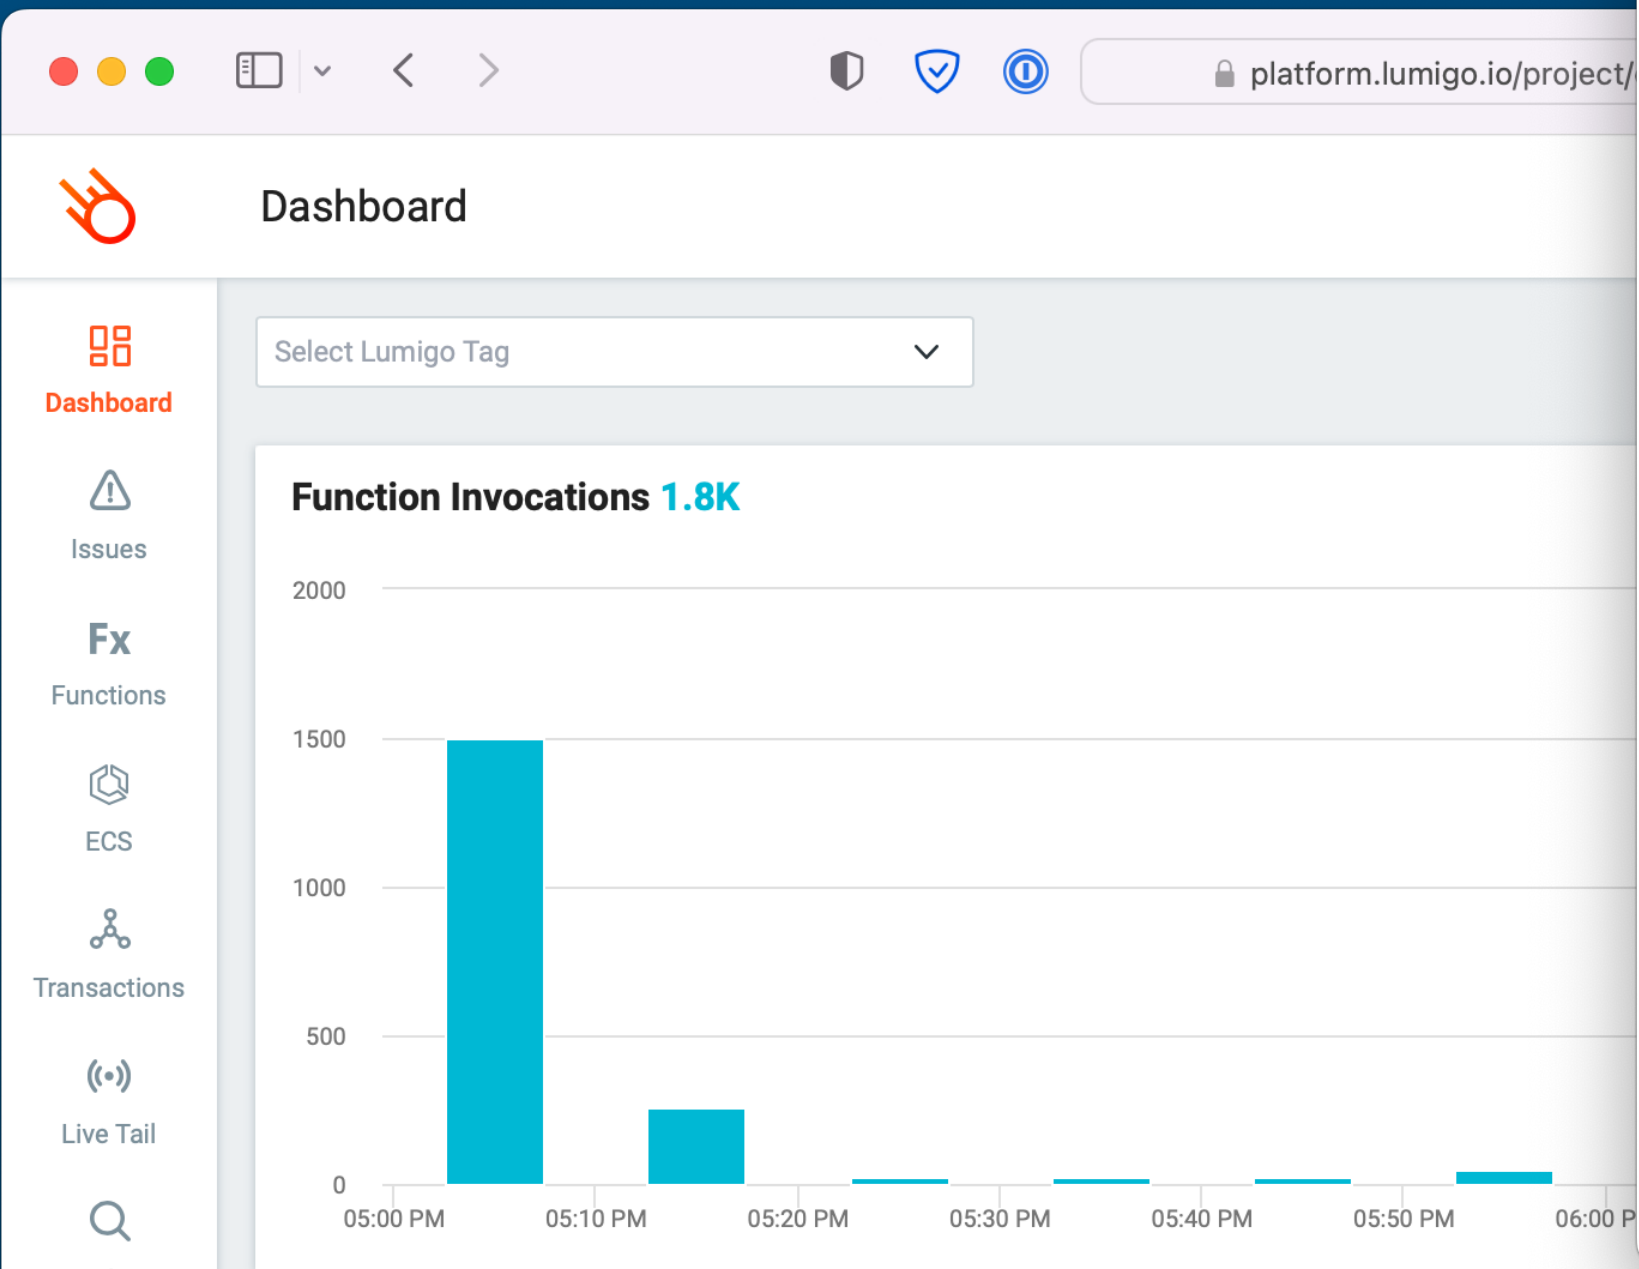 platform.lumigo.io/project/
Dashboard
Select Lumigo Tag
Dashboard
Issues
Fx
Functions
ECS
Transactions
Live Tail
Function Invocations 1.8K
2000
1500
1000
500
0
05:00 PM 05:10 PM 05:20 PM 05:30 PM 05:40 PM 05:50 PM 06:00 P